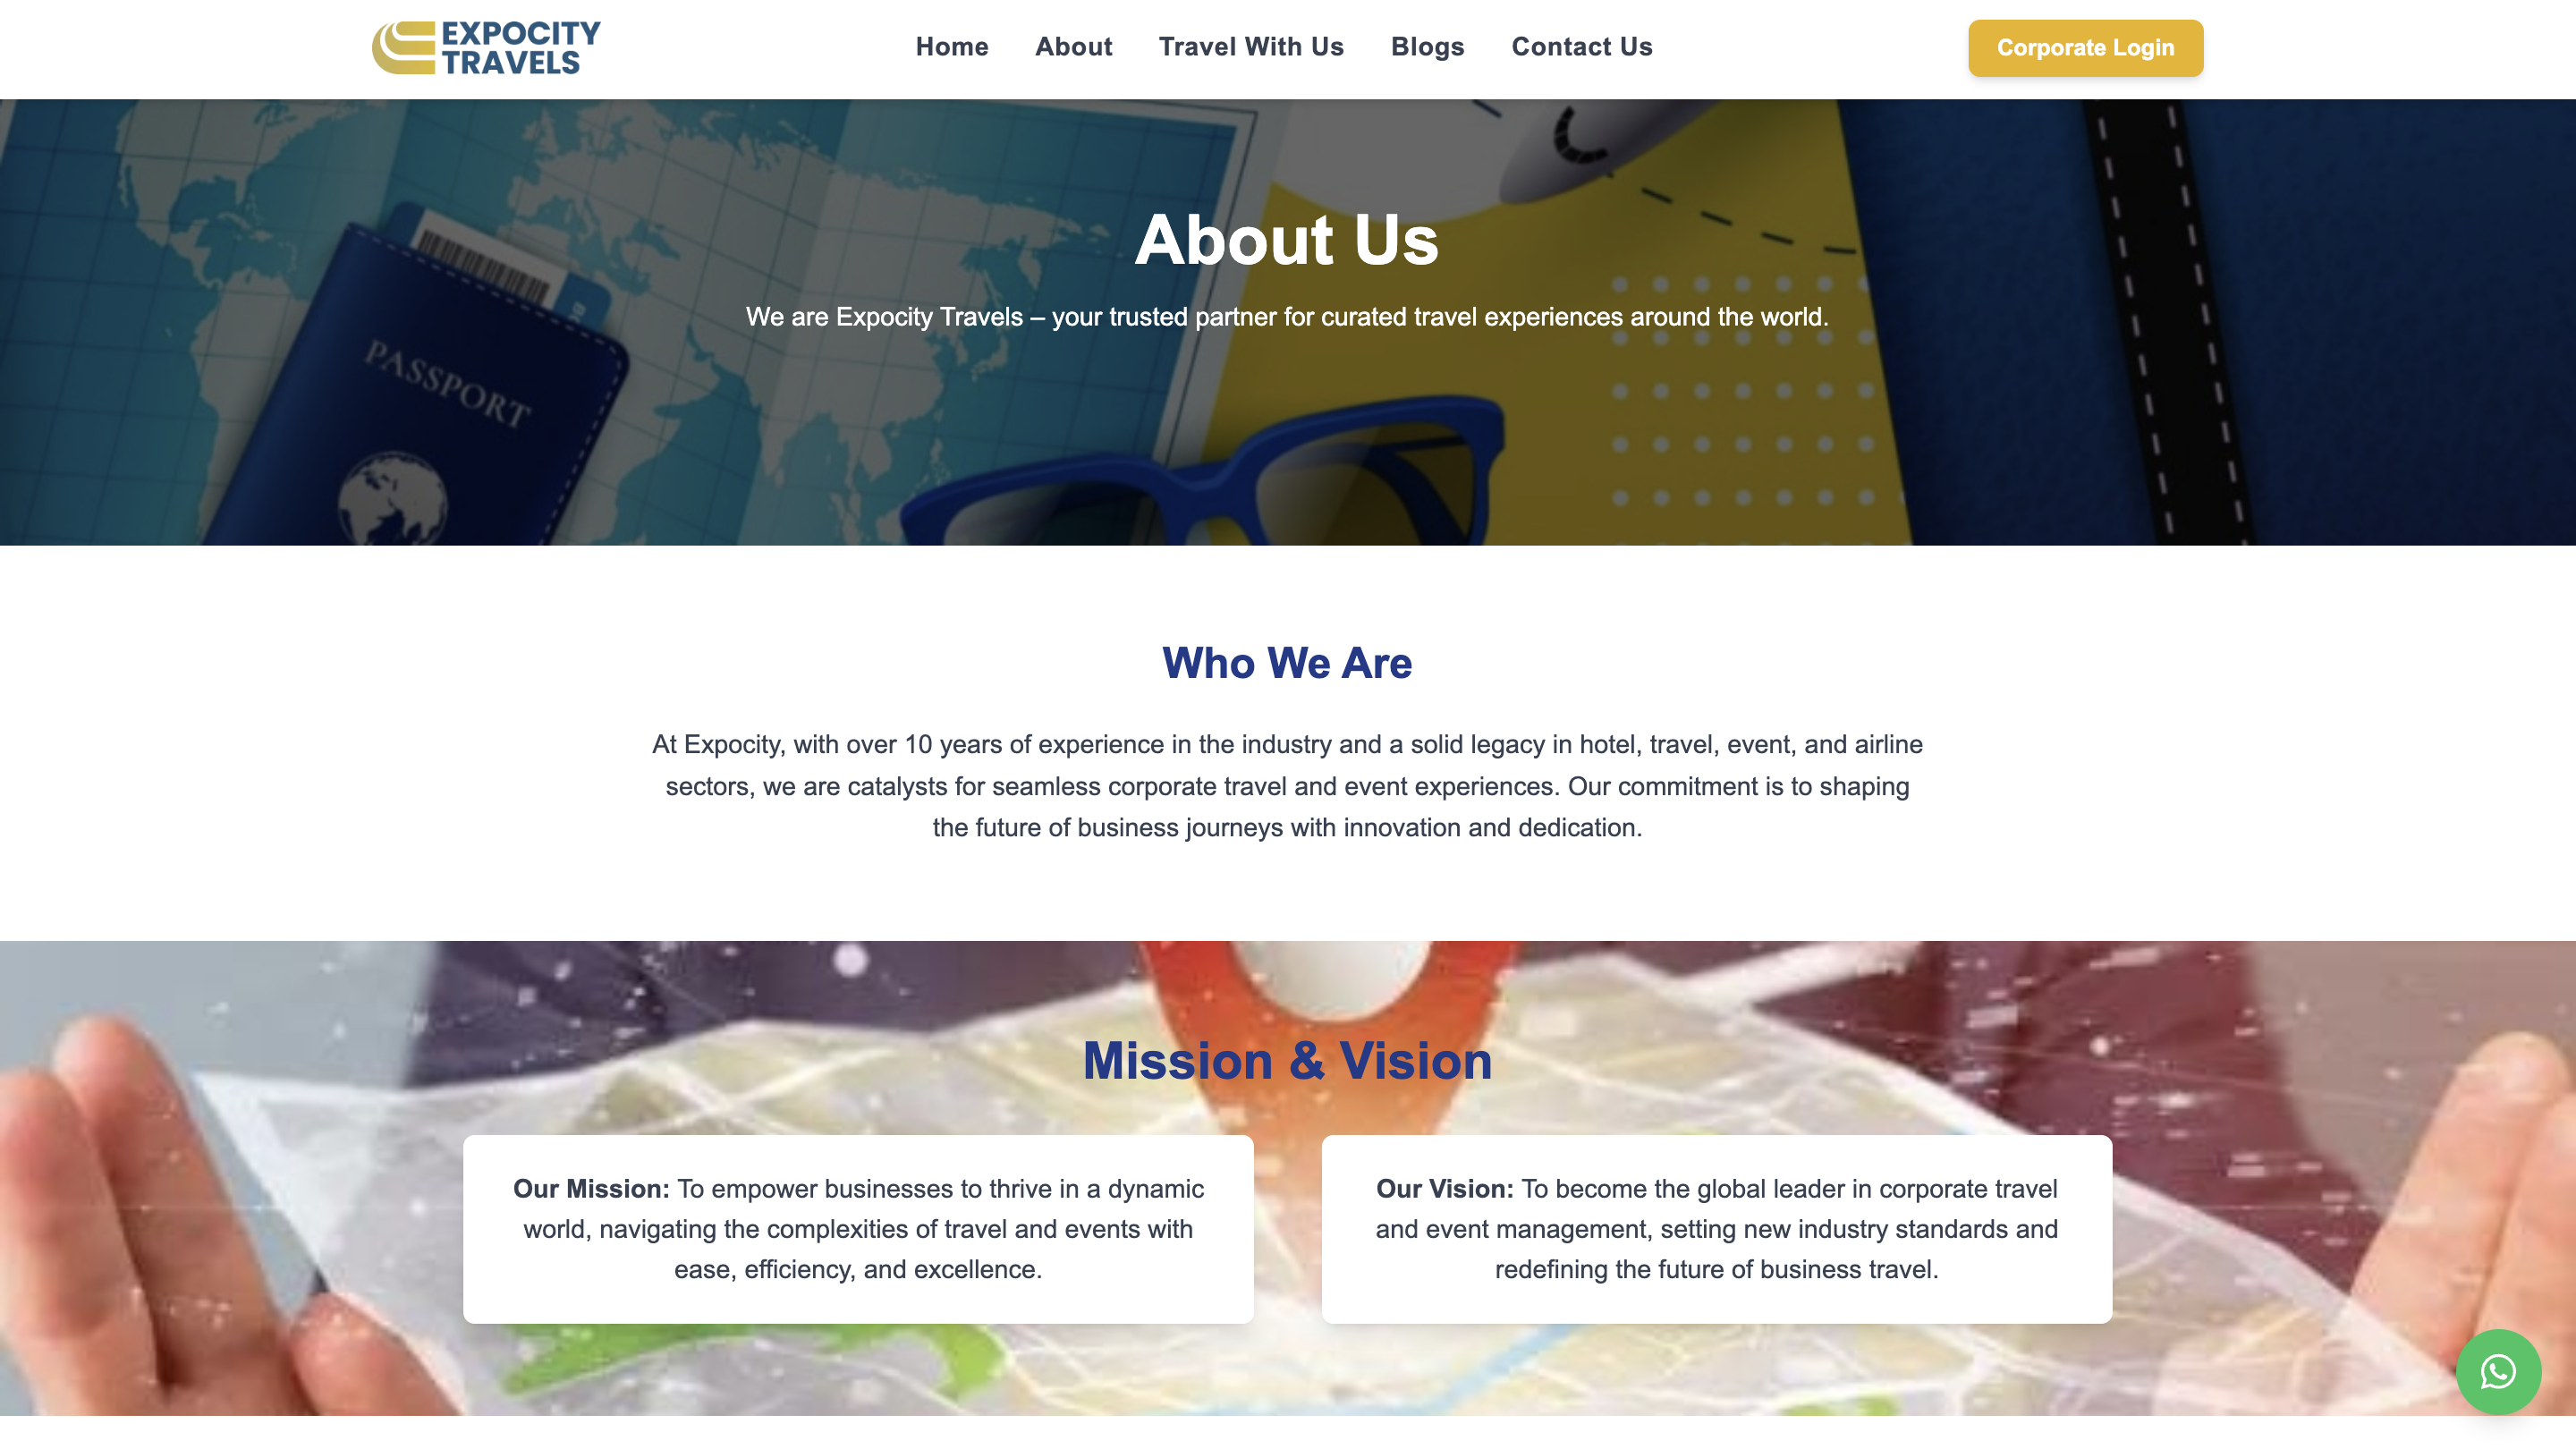 EXPOCITY
TRAVELS
Home About Travel With Us Blogs Contact Us
Corporate Login
PASSPORT
About Us
We are Expocity Travels – your trusted partner for curated travel experiences around the world.
Who We Are
At Expocity, with over 10 years of experience in the industry and a solid legacy in hotel, travel, event, and airline
sectors, we are catalysts for seamless corporate travel and event experiences. Our commitment is to shaping
the future of business journeys with innovation and dedication.
Mission & Vision
Our Mission: To empower businesses to thrive in a dynamic
world, navigating the complexities of travel and events with
ease, efficiency, and excellence.
Our Vision: To become the global leader in corporate travel
and event management, setting new industry standards and
redefining the future of business travel.